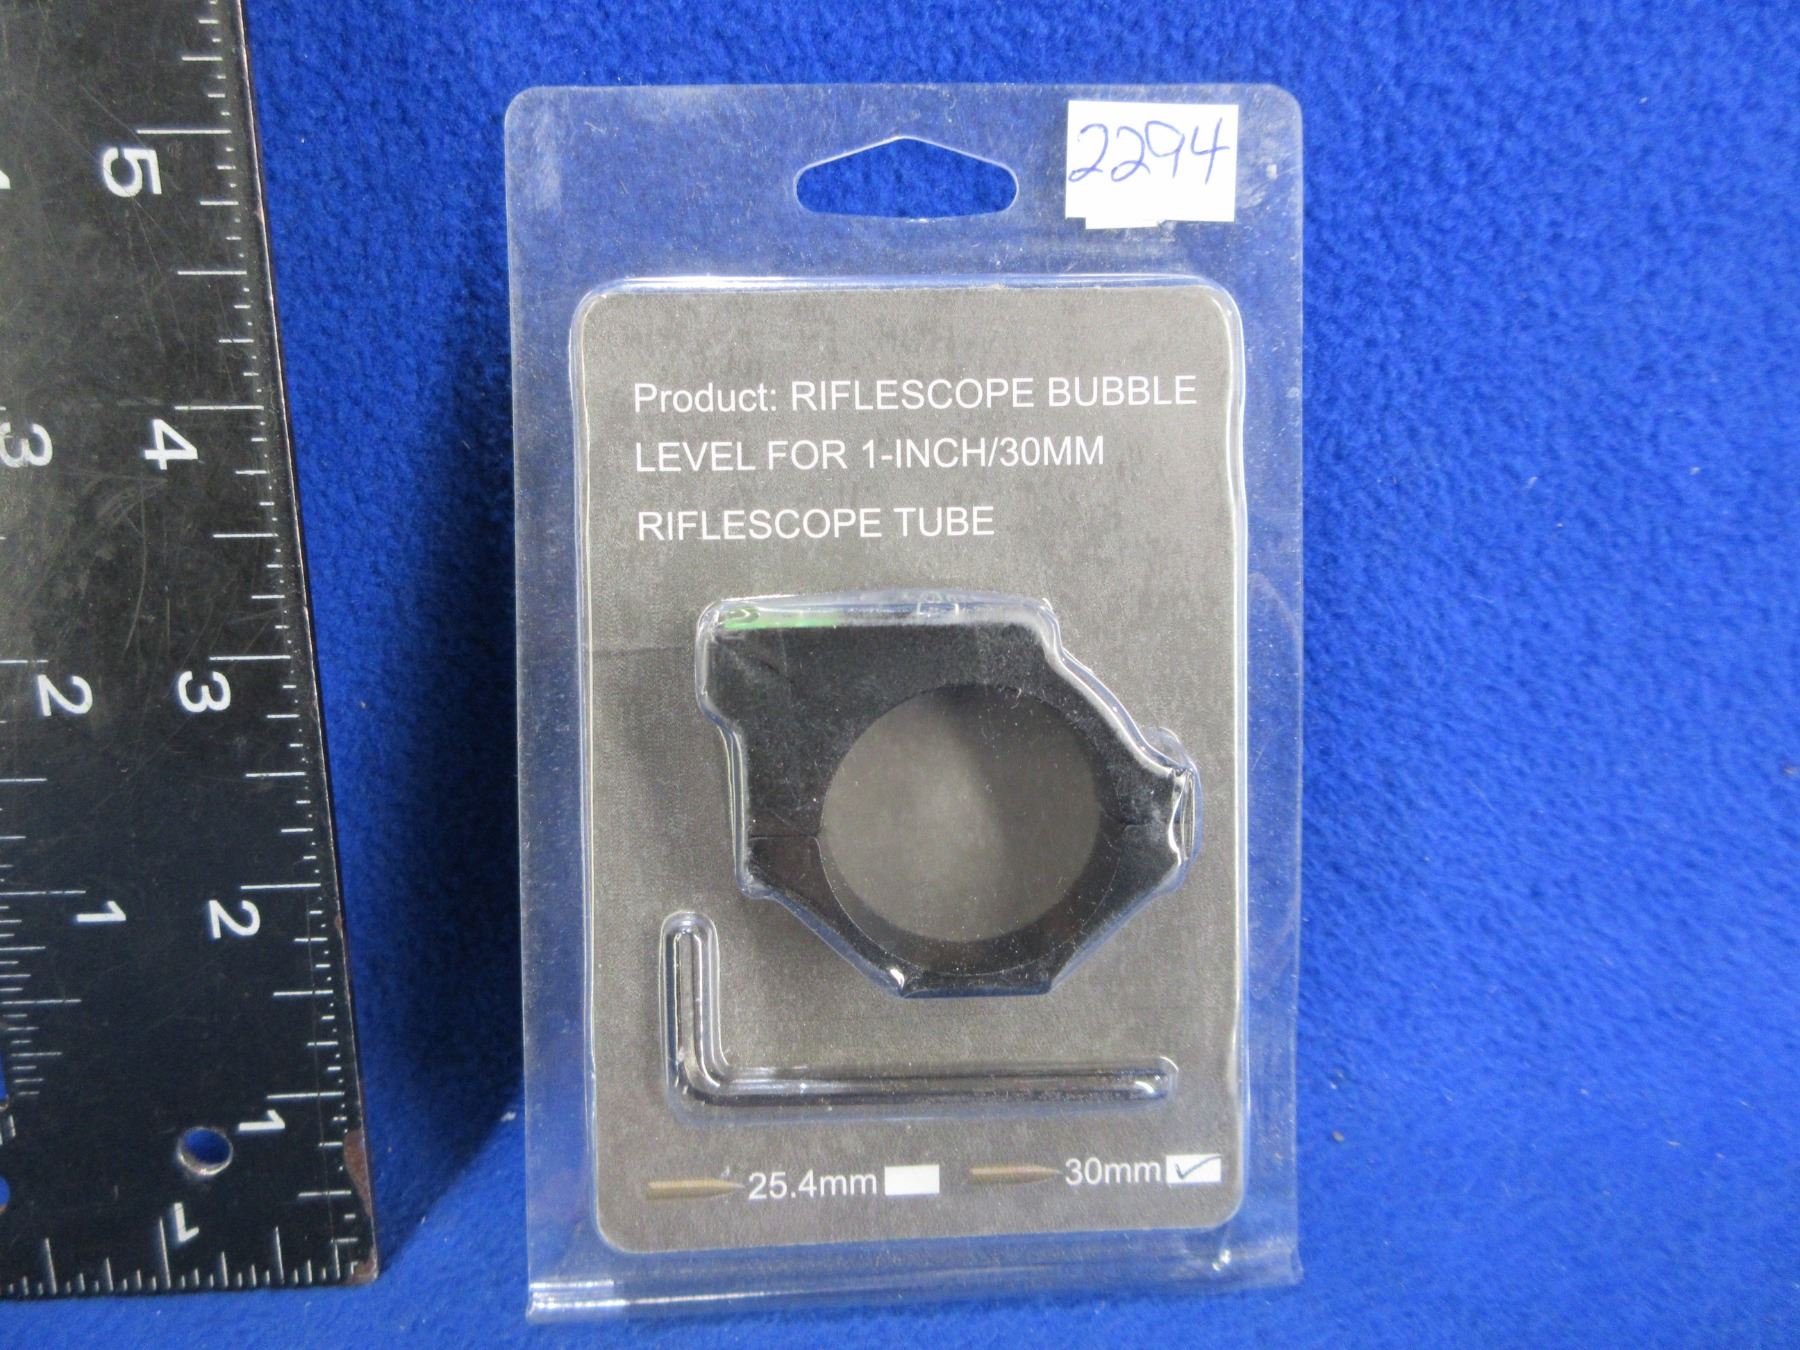 2294
Product: RIFLESCOPE BUBBLE
LEVEL FOR 1-INCH/30MM
RIFLESCOPE TUBE
25.4mm 30mm
5
4
3
2
1
3
2
1
1